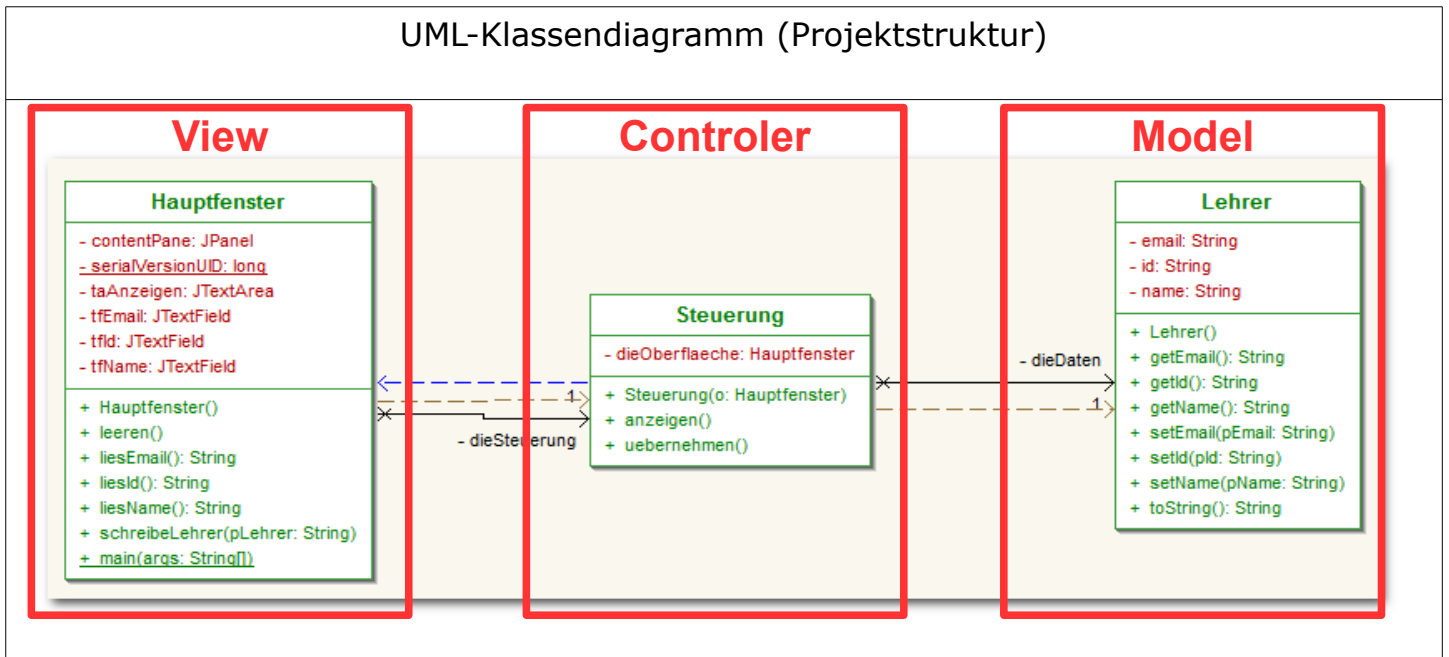 UML-Klassendiagramm (Projektstruktur)
View
Controler
Model
Hauptfenster
- contentPane: JPanel
- serialVersionUID: long
- taAnzeigen: JTextArea
- tfEmail: JTextField
- tfId: JTextField
- tfName: JTextField
+ Hauptfenster()
+ leeren()
+ liesEmail(): String
+ liesId(): String
+ liesName(): String
+ schreibeLehrer(pLehrer: String)
+ main(args: String[])
1
- dieSteuerung
Steuerung
- dieOberflaeche: Hauptfenster
+ Steuerung(o: Hauptfenster)
+ anzeigen()
+ uebernehmen()
- dieDaten
1
Lehrer
- email: String
- id: String
- name: String
+ Lehrer()
+ getEmail(): String
+ getId(): String
+ getName(): String
+ setEmail(pEmail: String)
+ setId(pId: String)
+ setName(pName: String)
+ toString(): String